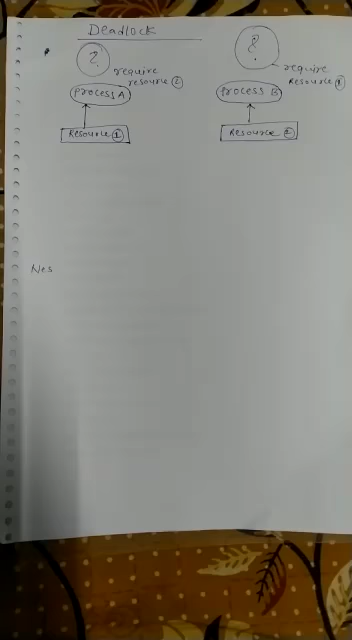 Deadlock
?
require
resource 2
Process A
Resource 1
?
require
Resource 1
Process B
Resource 2
Nes